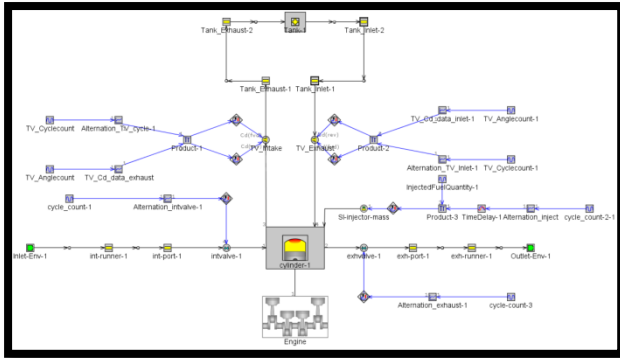 Tank_Exhaust-2 Tank-1 Tank_Inlet-2
Tank_Exhaust-1 Tank_Inlet-1
TV_Cyclecount Alternation_TV_cycle-1 TV_Cd_data_inlet-1 TV_Anglecount-1
Product-1 TV_Intake TV_Exhaust Product-2
TV_Anglecount TV_Cd_data_exhaust Alternation_TV_Inlet-1 TV_Cyclecount-1
InjectedFuelQuantity-1
cycle_count-1 Alternation_intvalve-1 SI-injector-mass Product-3 TimeDelay-1 Alternation_inject cycle_count-2-1
Inlet-Env-1 int-runner-1 int-port-1 intvalve-1 cylinder-1 exhvalve-1 exh-port-1 exh-runner-1 Outlet-Env-1
Alternation_exhaust-1 cycle-count-3
Engine